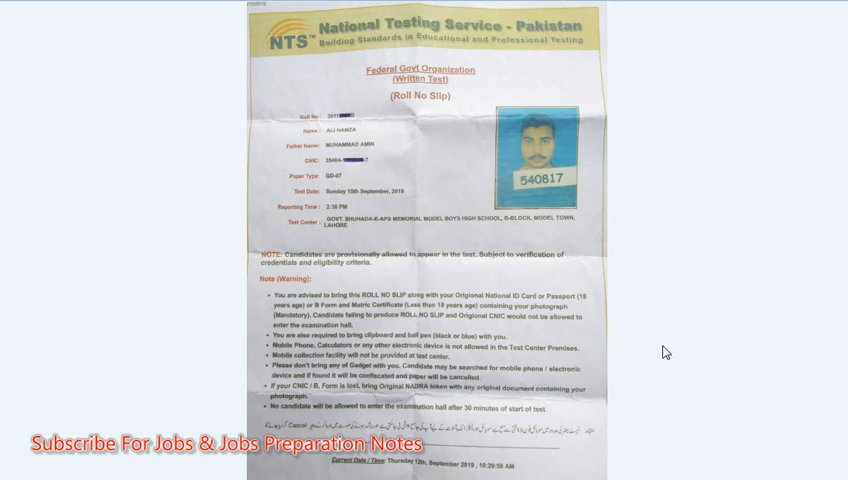 NTS™ National Testing Service - Pakistan
Building Standards in Educational and Professional Testing
Federal Govt Organization
(Written Test)
(Roll No Slip)
Roll No :
Name : ALI HAMZA
Father Name: MUHAMMAD AMIN
CNIC:
Paper Type: GD-07
Test Date: Sunday 15th September, 2019
Reporting Time : 2:30 PM
Test Center : GOVT. SHUHADA-E-APS MEMORIAL MODEL BOYS HIGH SCHOOL, B-BLOCK, MODEL TOWN,
LAHORE
540817
NOTE: Candidates are provisionally allowed to appear in the test. Subject to verification of
credentials and eligibility criteria.
Note (Warning):
• You are advised to bring this ROLL NO SLIP along with your Origional National ID Card or Passport (18
years age) or B Form and Matric Certificate (Less than 18 years age) containing your photograph
(Mandatory). Candidate failing to produce ROLL NO SLIP and Origional CNIC would not be allowed to
enter the examination hall.
• You are also required to bring clipboard and ball pen (black or blue) with you.
• Mobile Phone, Calculators or any other electronic device is not allowed in the Test Center Premises.
• Mobile collection facility will not be provided at test center.
• Please don't bring any of Gadget with you. Candidate may be searched for mobile phone / electronic
device and if found it will be confiscated and paper will be cancelled.
• If your CNIC / B. Form is lost, bring Original NADRA token with any original document containing your
photograph.
• No candidate will be allowed to enter the examination hall after 30 minutes of start of test.
Cancel
Subscribe For Jobs & Jobs Preparation Notes
Current Date / Time: Thursday 12th, September 2019 , 10:29:59 AM